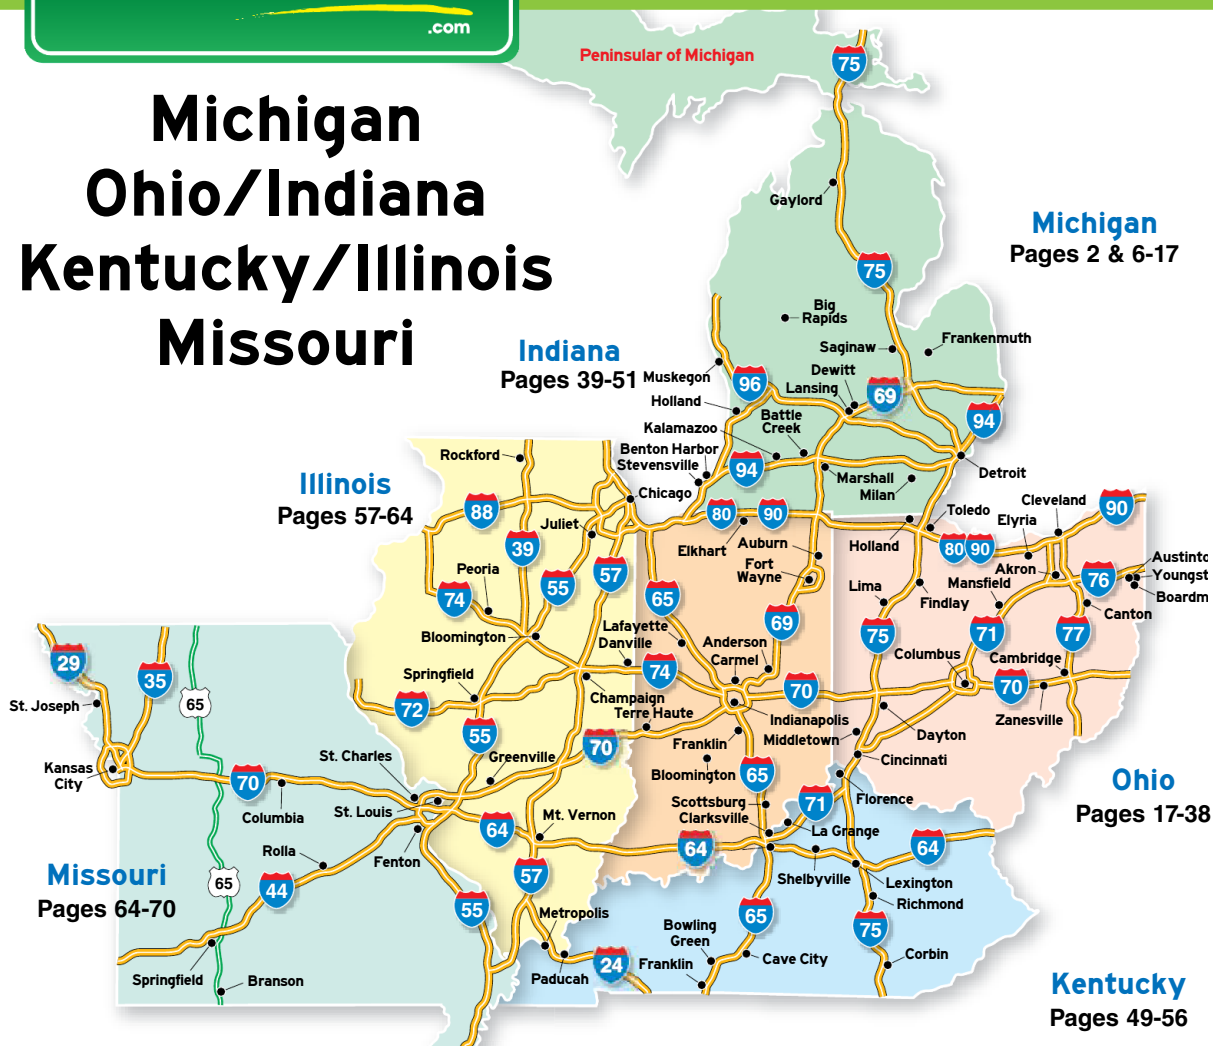 .com
Peninsular of Michigan
75
Michigan
Ohio/Indiana
Kentucky/Illinois
Missouri
Gaylord
Michigan
Pages 2 & 6-17
75
Big
Rapids
Saginaw
Frankenmuth
Indiana
Pages 39-51
Muskegon
96
Dewitt
Lansing
69
Holland
Battle
Creek
94
Kalamazoo
Benton Harbor
Stevensville
94
Marshall
Milan
Detroit
Rockford
Illinois
Pages 57-64
Chicago
88
Juliet
80
90
Elkhart
Auburn
Fort
Wayne
Holland
Toledo
Elyria
Cleveland
90
80
90
39
Peoria
55
57
74
65
Akron
76
Austinto
Youngst
Boardm
Lima
Mansfield
Findlay
Canton
69
Bloomington
Lafayette
Danville
Anderson
Carmel
75
71
77
Columbus
Cambridge
29
35
65
St. Joseph
Springfield
72
74
Champaign
Terre Haute
70
70
Zanesville
Indianapolis
Middletown
Dayton
55
70
Franklin
Bloomington
65
Cincinnati
Greenville
St. Charles
Kansas
City
70
Columbia
St. Louis
Florence
Ohio
Pages 17-38
Scottsburg
Clarksville
71
La Grange
64
Mt. Vernon
64
64
Rolla
Fenton
Shelbyville
Lexington
Richmond
Missouri
Pages 64-70
65
44
57
55
Metropolis
65
75
Bowling
Green
Cave City
Corbin
24
Franklin
Paducah
Springfield
Branson
Kentucky
Pages 49-56